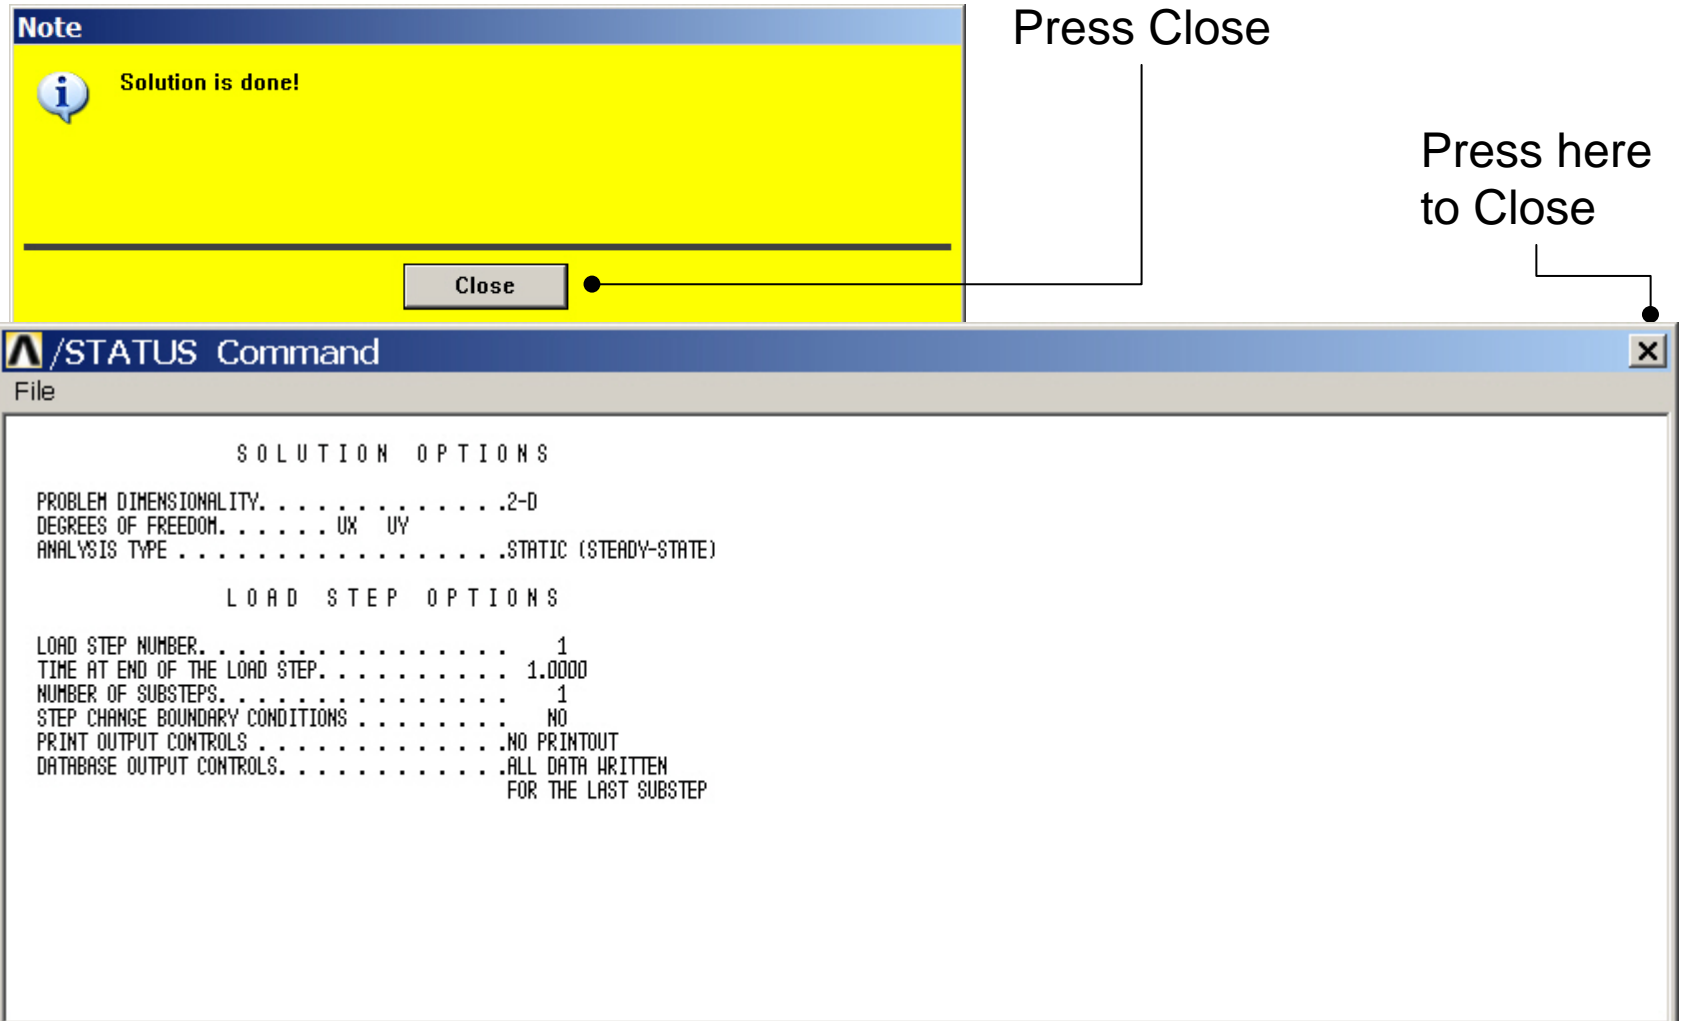 Note
Solution is done!
Close
Press Close
Press here
to Close
/STATUS Command
File
SOLUTION OPTIONS
PROBLEM DIMENSIONALITY. . . . . . . . . . . . .2-D
DEGREES OF FREEDOM. . . . . . UX UY
ANALYSIS TYPE . . . . . . . . . . . . . . . . .STATIC (STEADY-STATE)
LOAD STEP OPTIONS
LOAD STEP NUMBER. . . . . . . . . . . . . . . . 1
TIME AT END OF THE LOAD STEP. . . . . . . . . . 1.0000
NUMBER OF SUBSTEPS. . . . . . . . . . . . . . . 1
STEP CHANGE BOUNDARY CONDITIONS . . . . . . . . NO
PRINT OUTPUT CONTROLS . . . . . . . . . . . . .NO PRINTOUT
DATABASE OUTPUT CONTROLS. . . . . . . . . . . .ALL DATA WRITTEN
FOR THE LAST SUBSTEP